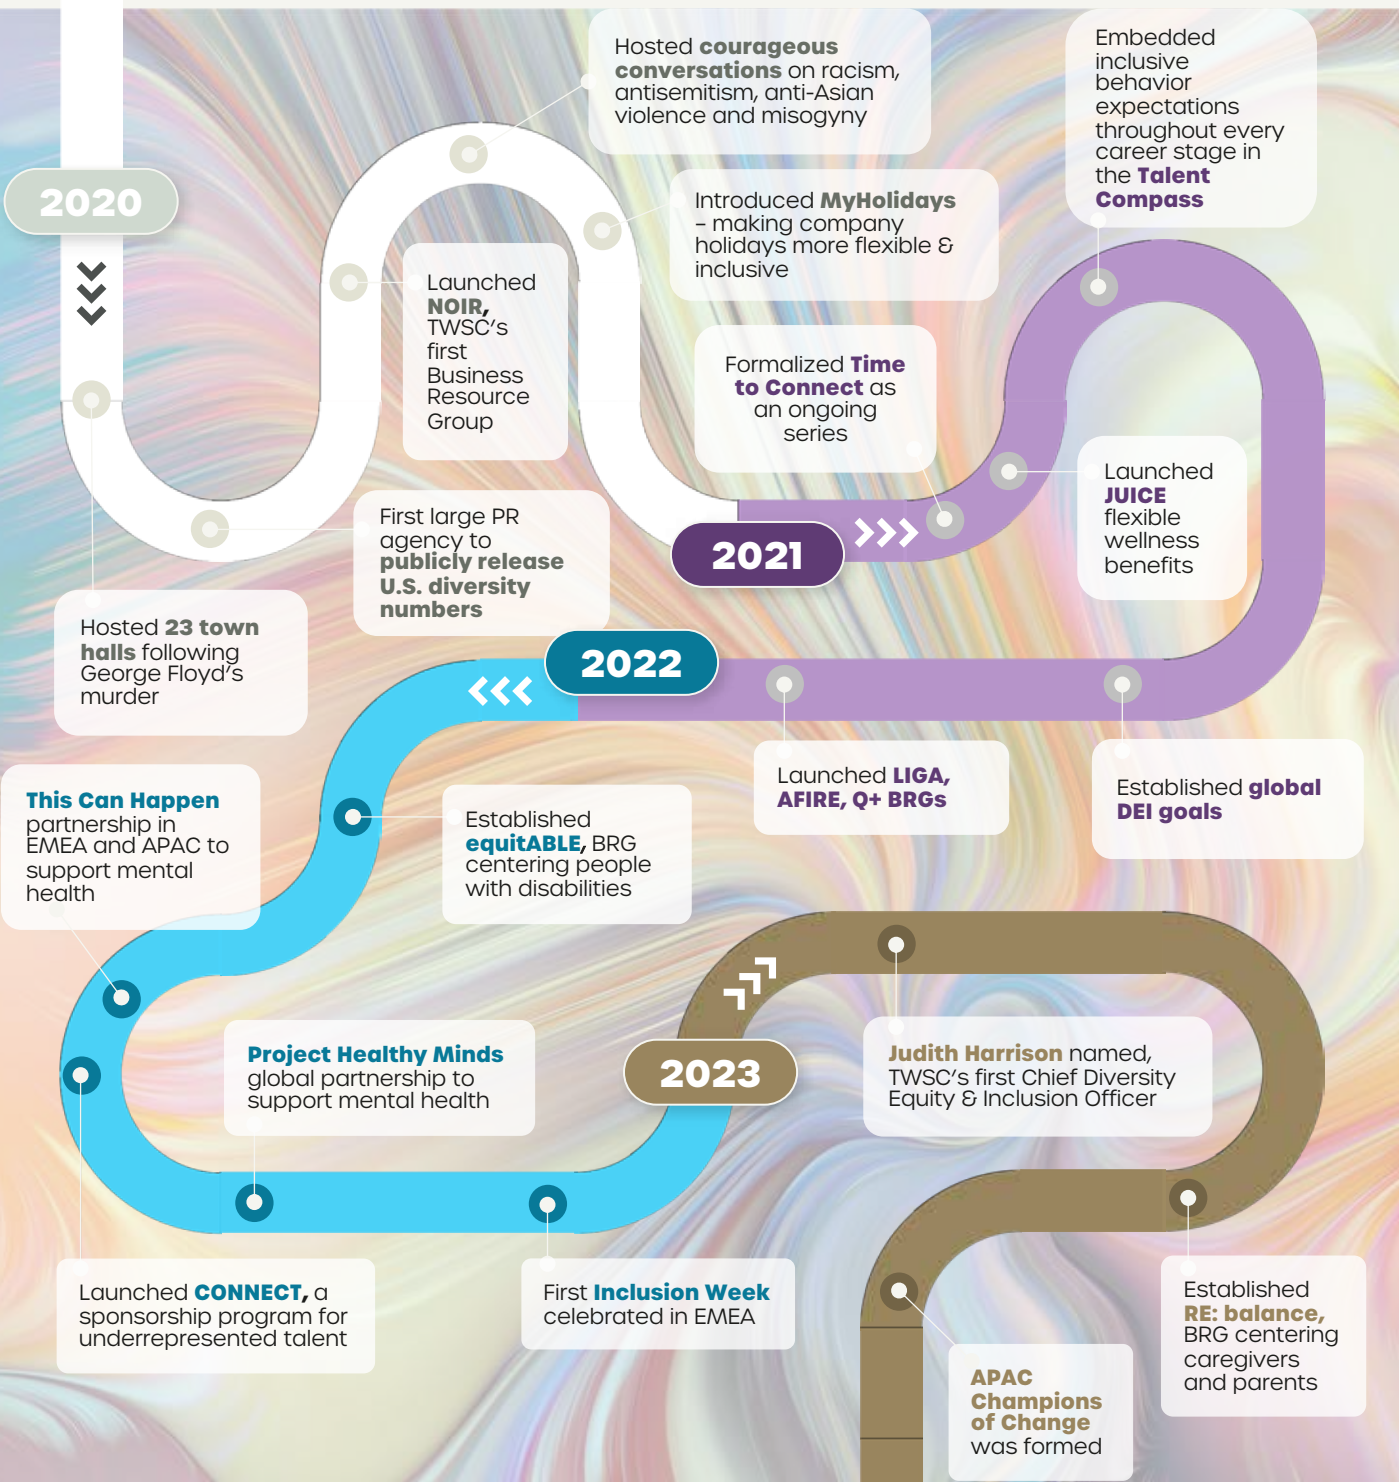 2020
Hosted 23 town
halls following
George Floyd's
murder
First large PR
agency to
publicly release
U.S. diversity
numbers
Launched
NOIR,
TWSC's
first
Business
Resource
Group
Hosted courageous
conversations on racism,
antisemitism, anti-Asian
violence and misogyny
Introduced MyHolidays
– making company
holidays more flexible &
inclusive
2021
Formalized Time
to Connect as
an ongoing
series
Launched
JUICE
flexible
wellness
benefits
Embedded
inclusive
behavior
expectations
throughout every
career stage in
the Talent
Compass
Established global
DEI goals
Launched LIGA,
AFIRE, Q+ BRGs
2022
Established
equitABLE, BRG
centering people
with disabilities
This Can Happen
partnership in
EMEA and APAC to
support mental
health
Launched CONNECT, a
sponsorship program for
underrepresented talent
Project Healthy Minds
global partnership to
support mental health
First Inclusion Week
celebrated in EMEA
2023
Judith Harrison named,
TWSC's first Chief Diversity
Equity & Inclusion Officer
Established
RE: balance,
BRG centering
caregivers
and parents
APAC
Champions
of Change
was formed